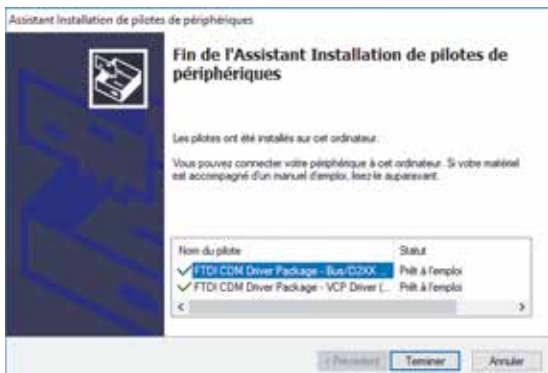 Assistant Installation de pilotes de périphériques
Fin de l'Assistant Installation de pilotes de
périphériques
Les pilotes ont été installés sur cet ordinateur.
Vous pouvez connecter votre périphérique à cet ordinateur. Si votre matériel
est accompagné d'un manuel d'emploi, lisez-le auparavant.
Nom du pilote Statut
FTDI CDM Driver Package - Bus/D2XX ... Prêt à l'emploi
FTDI CDM Driver Package - VCP Driver (... Prêt à l'emploi
< Précédent Terminer Annuler